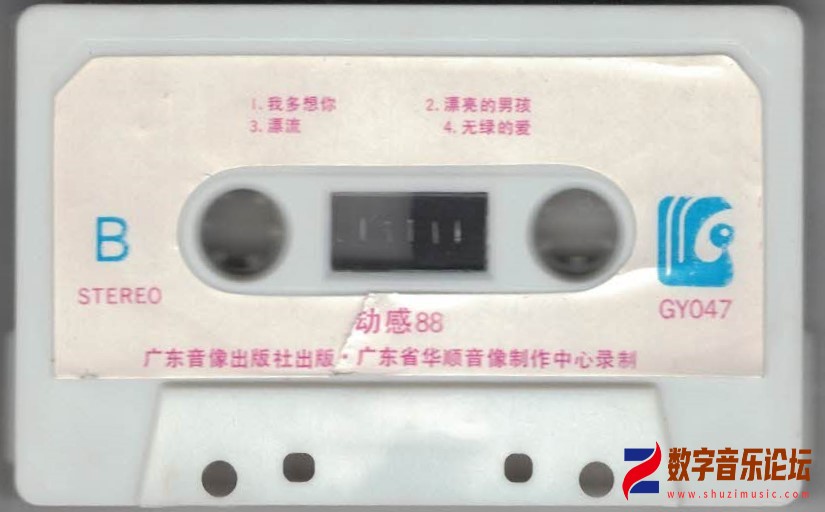 1.我多想你 2.漂亮的男孩
3.漂流 4.无绿的爱
B
STEREO
GY047
动感88
广东音像出版社出版·广东省华顺音像制作中心录制
数字音乐论坛
www.shuzimusic.com